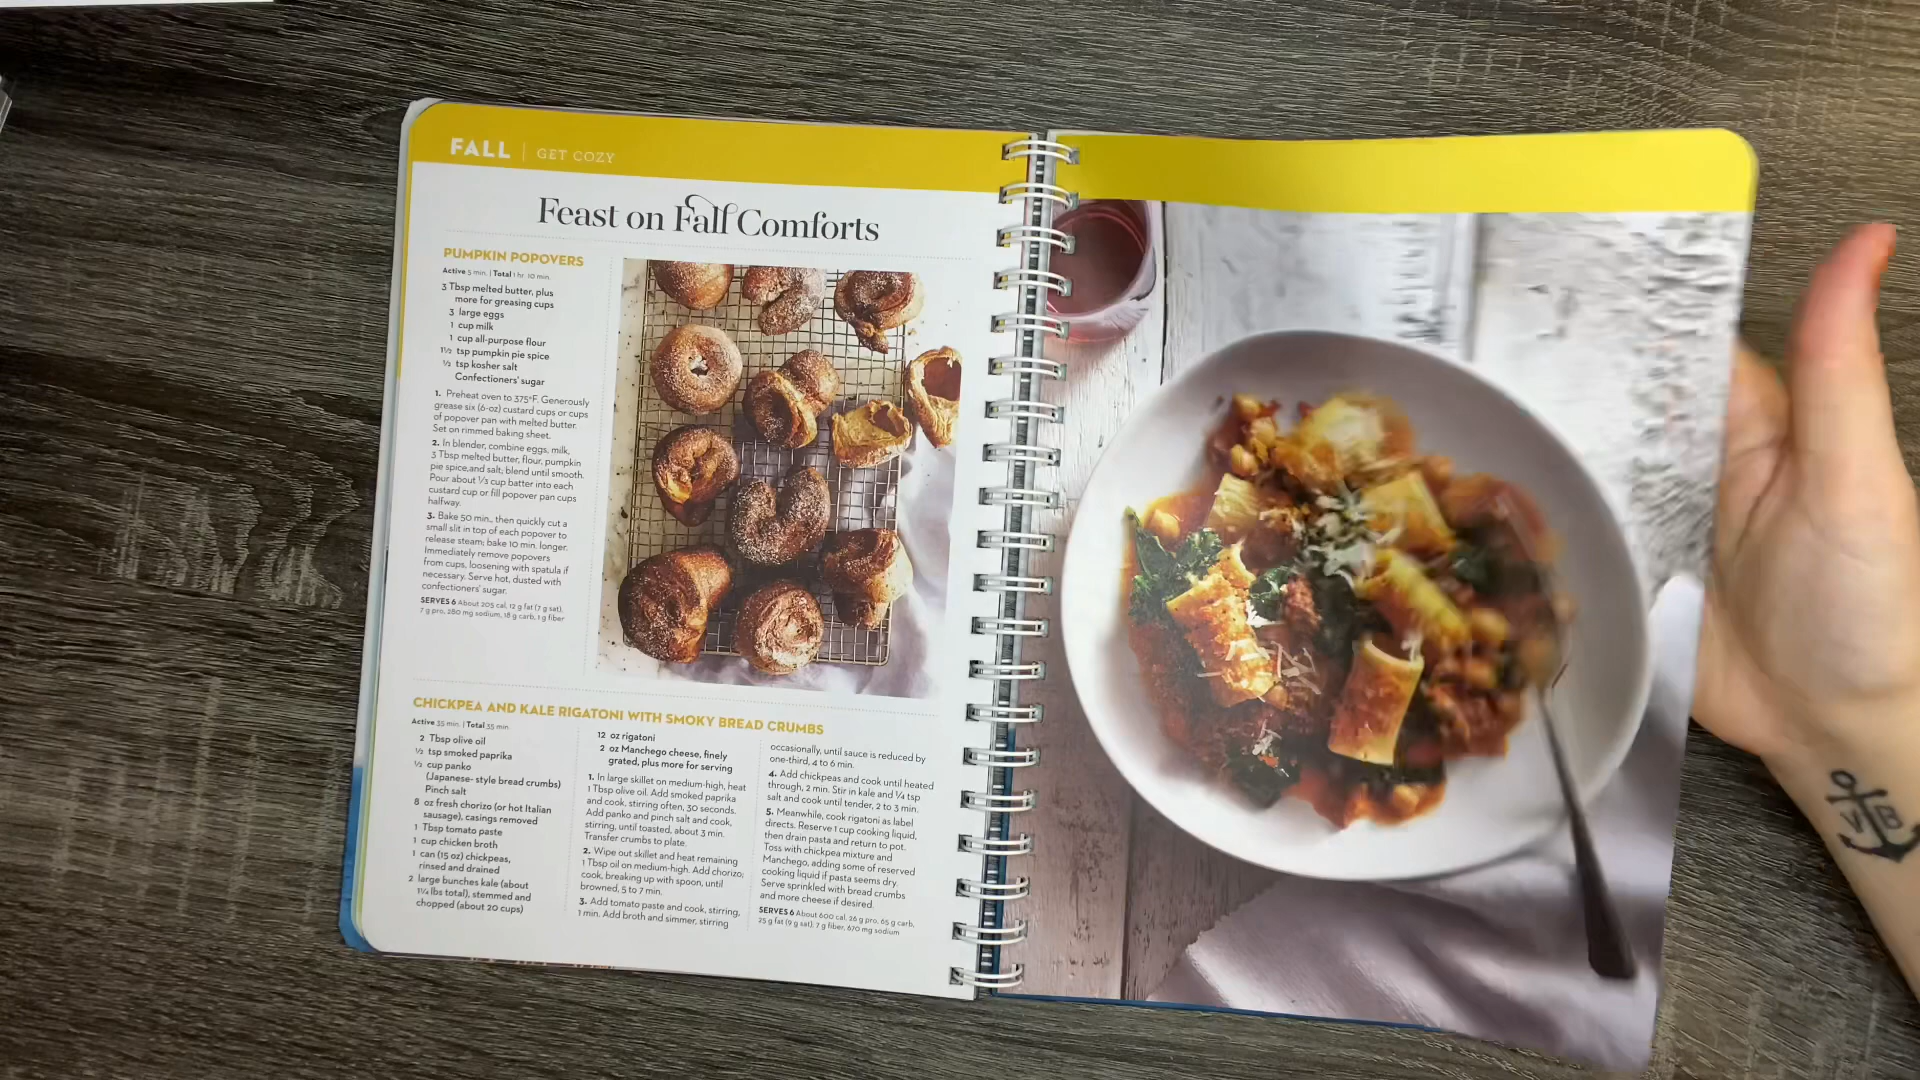 FALL | GET COZY
Feast on Fall Comforts
PUMPKIN POPOVERS
Active 5 min. | Total 1 hr. 10 min.
3 Tbsp melted butter, plus
more for greasing cups
3 large eggs
1 cup milk
1 cup all-purpose flour
1½ tsp pumpkin pie spice
½ tsp kosher salt
Confectioners' sugar
1. Preheat oven to 375°F. Generously
grease six (6-oz) custard cups or cups
of popover pan with melted butter.
Set on rimmed baking sheet.
2. In blender, combine eggs, milk,
3 Tbsp melted butter, flour, pumpkin
pie spice,and salt; blend until smooth.
Pour about ⅓ cup batter into each
custard cup or fill popover pan cups
halfway.
3. Bake 50 min., then quickly cut a
small slit in top of each popover to
release steam; bake 10 min. longer.
Immediately remove popovers
from cups, loosening with spatula if
necessary. Serve hot, dusted with
confectioners' sugar.
SERVES 6 About 205 cal, 12 g fat (7 g sat),
7 g pro, 280 mg sodium, 18 g carb, 1 g fiber
CHICKPEA AND KALE RIGATONI WITH SMOKY BREAD CRUMBS
Active 35 min. | Total 35 min.
2 Tbsp olive oil
½ tsp smoked paprika
½ cup panko
(Japanese- style bread crumbs)
Pinch salt
8 oz fresh chorizo (or hot Italian
sausage), casings removed
1 Tbsp tomato paste
1 cup chicken broth
1 can (15 oz) chickpeas,
rinsed and drained
2 large bunches kale (about
1¼ lbs total), stemmed and
chopped (about 20 cups)
12 oz rigatoni
2 oz Manchego cheese, finely
grated, plus more for serving
1. In large skillet on medium-high, heat
1 Tbsp olive oil. Add smoked paprika
and cook, stirring often, 30 seconds.
Add panko and pinch salt and cook,
stirring, until toasted, about 3 min.
Transfer crumbs to plate.
2. Wipe out skillet and heat remaining
1 Tbsp oil on medium-high. Add chorizo;
cook, breaking up with spoon, until
browned, 5 to 7 min.
3. Add tomato paste and cook, stirring,
1 min. Add broth and simmer, stirring
occasionally, until sauce is reduced by
one-third, 4 to 6 min.
4. Add chickpeas and cook until heated
through, 2 min. Stir in kale and ¼ tsp
salt and cook until tender, 2 to 3 min.
5. Meanwhile, cook rigatoni as label
directs. Reserve 1 cup cooking liquid,
then drain pasta and return to pot.
Toss with chickpea mixture and
Manchego, adding some of reserved
cooking liquid if pasta seems dry.
Serve sprinkled with bread crumbs
and more cheese if desired.
SERVES 6 About 600 cal, 26 g pro, 65 g carb,
25 g fat (9 g sat), 7 g fiber, 670 mg sodium
V B